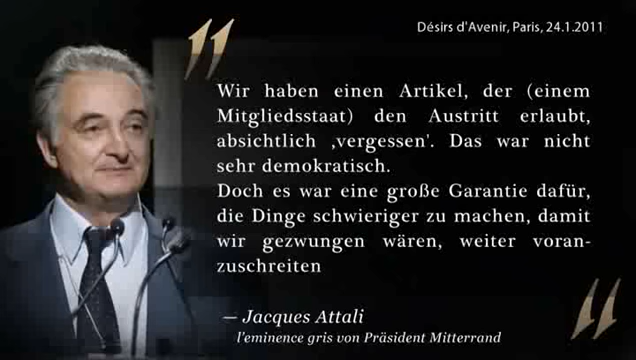 Désirs d'Avenir, Paris, 24.1.2011
Wir haben einen Artikel, der (einem
Mitgliedsstaat) den Austritt erlaubt,
absichtlich ‚vergessen'. Das war nicht
sehr demokratisch.
Doch es war eine große Garantie dafür,
die Dinge schwieriger zu machen, damit
wir gezwungen wären, weiter voran-
zuschreiten
— Jacques Attali
l'eminence gris von Präsident Mitterrand